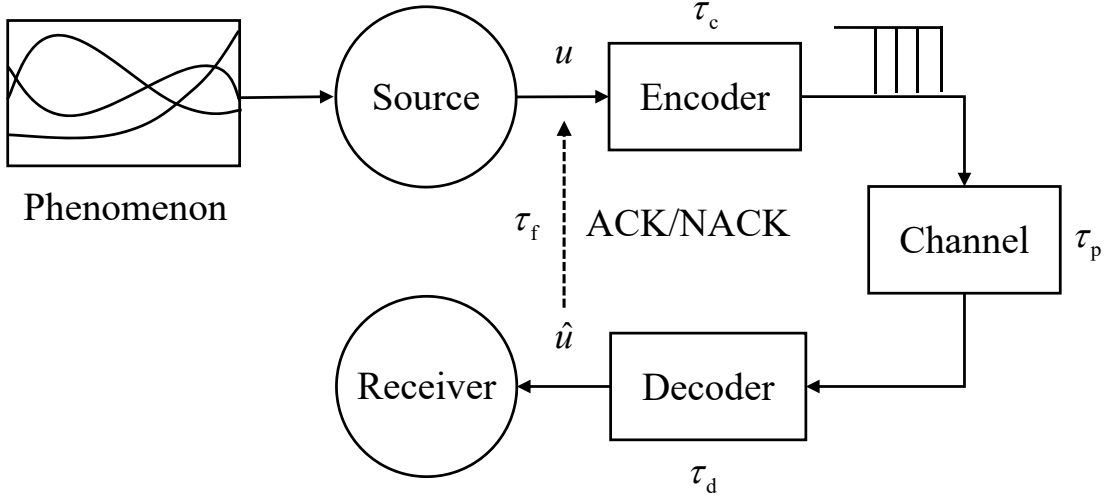 τc
u
Source
Encoder
Phenomenon
τf
ACK/NACK
Channel
τp
û
Receiver
Decoder
τd